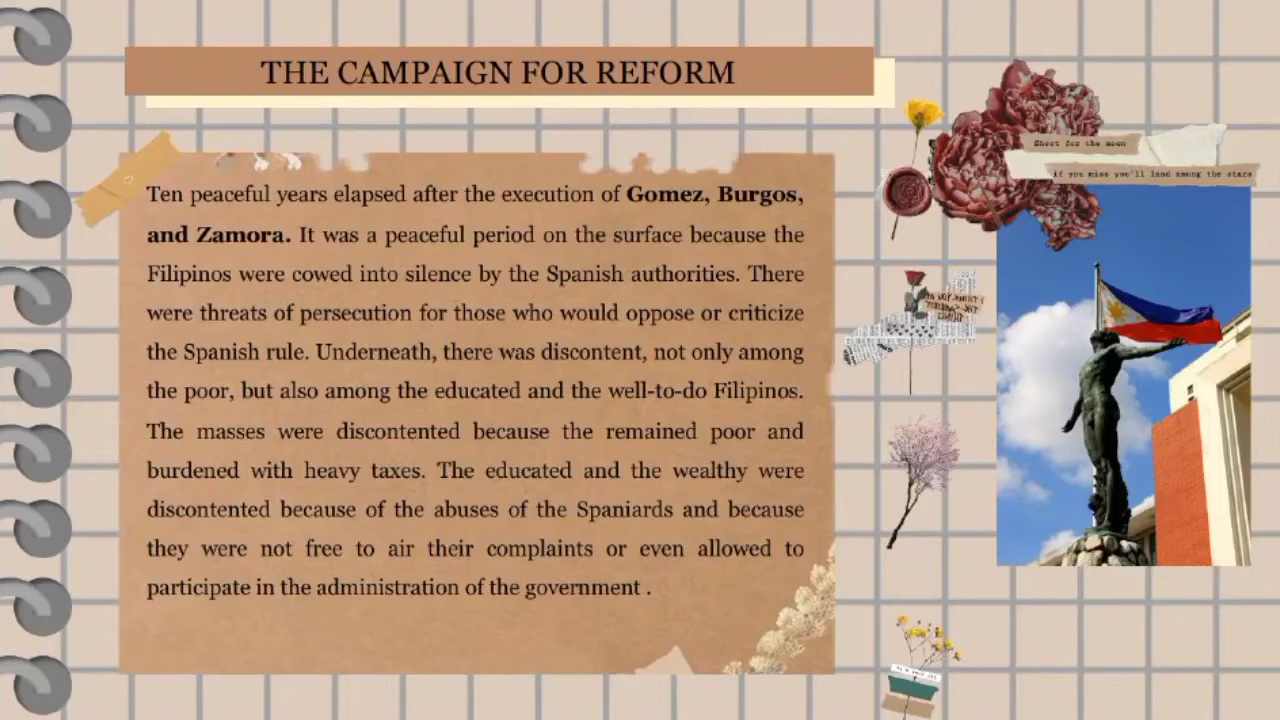 THE CAMPAIGN FOR REFORM
Ten peaceful years elapsed after the execution of Gomez, Burgos,
and Zamora. It was a peaceful period on the surface because the
Filipinos were cowed into silence by the Spanish authorities. There
were threats of persecution for those who would oppose or criticize
the Spanish rule. Underneath, there was discontent, not only among
the poor, but also among the educated and the well-to-do Filipinos.
The masses were discontented because the remained poor and
burdened with heavy taxes. The educated and the wealthy were
discontented because of the abuses of the Spaniards and because
they were not free to air their complaints or even allowed to
participate in the administration of the government .
Shoot for the moon
if you miss you'll land among the stars